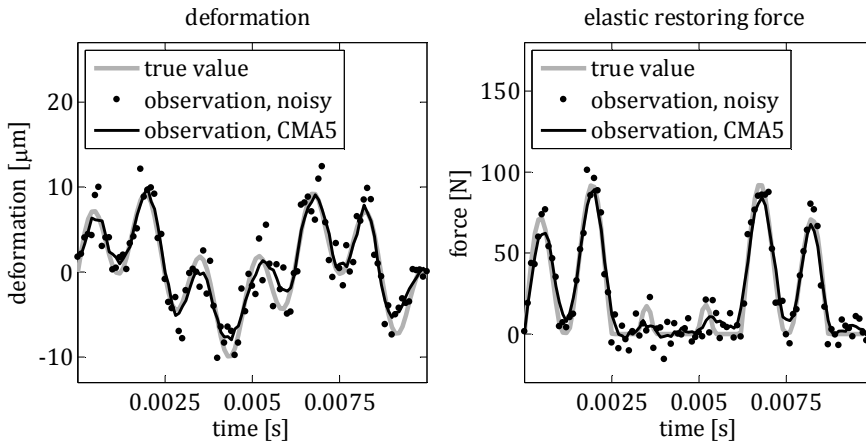 deformation
true value
observation, noisy
observation, CMA5
20
10
0
-10
0.0025
0.005
0.0075
time [s]
deformation [μm]
elastic restoring force
true value
observation, noisy
observation, CMA5
150
100
50
0
0.0025
0.005
0.0075
time [s]
force [N]